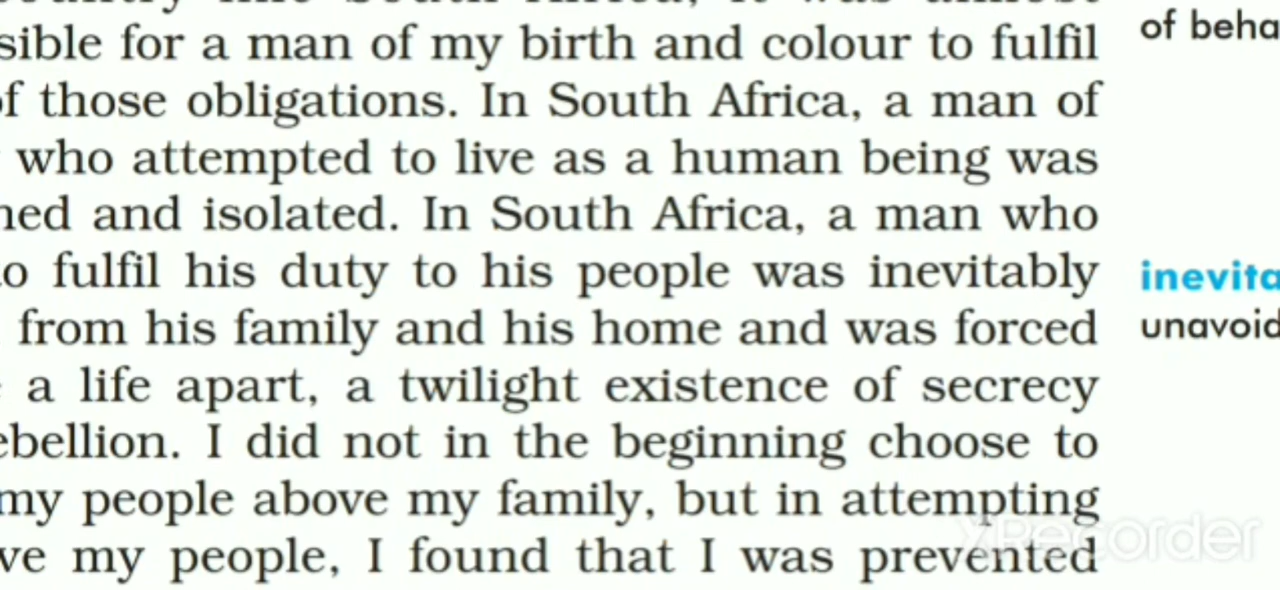 sible for a man of my birth and colour to fulfil
of those obligations. In South Africa, a man of
who attempted to live as a human being was
ned and isolated. In South Africa, a man who
to fulfil his duty to his people was inevitably
from his family and his home and was forced
a life apart, a twilight existence of secrecy
ebellion. I did not in the beginning choose to
my people above my family, but in attempting
ve my people, I found that I was prevented
of beha
inevita
unavoid
XRecorder